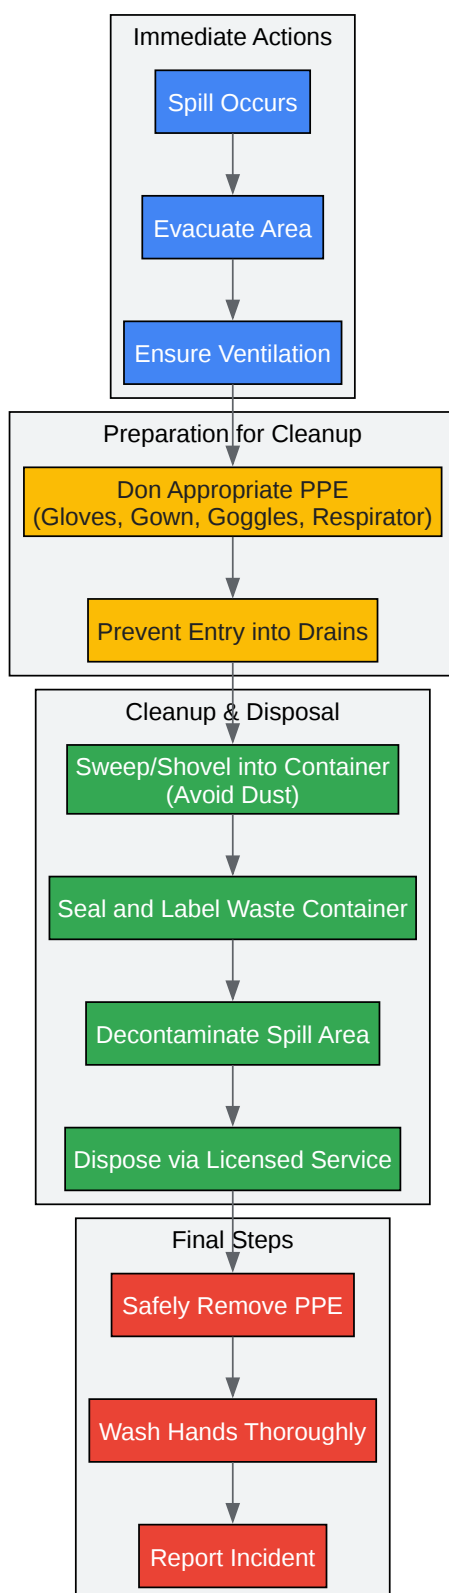 Immediate Actions
Spill Occurs
Evacuate Area
Ensure Ventilation
Preparation for Cleanup
Don Appropriate PPE
(Gloves, Gown, Goggles, Respirator)
Prevent Entry into Drains
Cleanup & Disposal
Sweep/Shovel into Container
(Avoid Dust)
Seal and Label Waste Container
Decontaminate Spill Area
Dispose via Licensed Service
Final Steps
Safely Remove PPE
Wash Hands Thoroughly
Report Incident